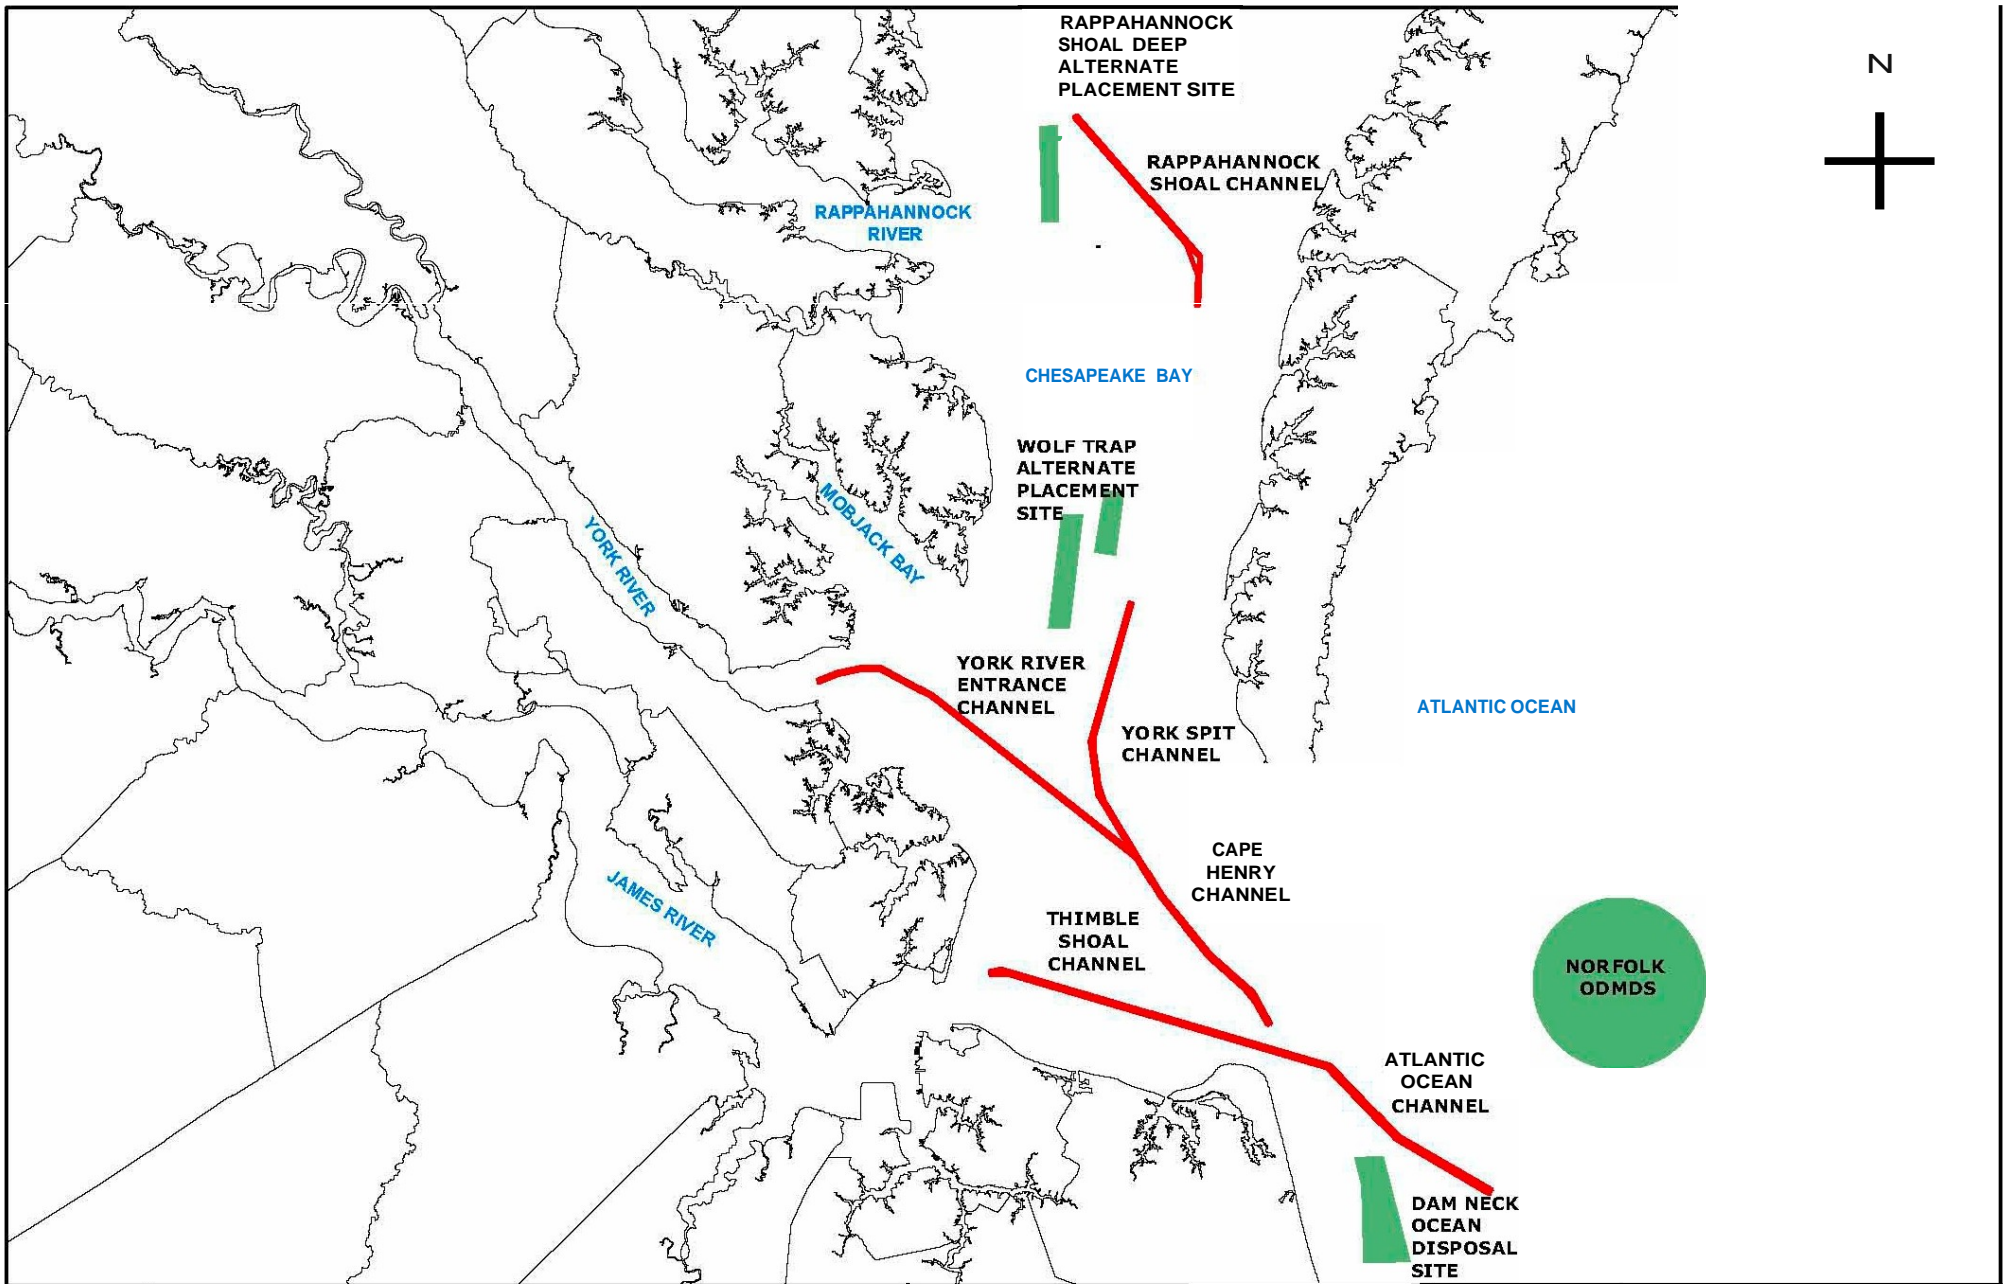 RAPPAHANNOCK
SHOAL DEEP
ALTERNATE
PLACEMENT SITE
N
RAPPAHANNOCK
SHOAL CHANNEL
RAPPAHANNOCK
RIVER
CHESAPEAKE BAY
WOLF TRAP
ALTERNATE
PLACEMENT
SITE
MOBJACK BAY
YORK RIVER
YORK RIVER
ENTRANCE
CHANNEL
ATLANTIC OCEAN
YORK SPIT
CHANNEL
CAPE
HENRY
CHANNEL
JAMES RIVER
THIMBLE
SHOAL
CHANNEL
NORFOLK
ODMDS
ATLANTIC
OCEAN
CHANNEL
DAM NECK
OCEAN
DISPOSAL
SITE